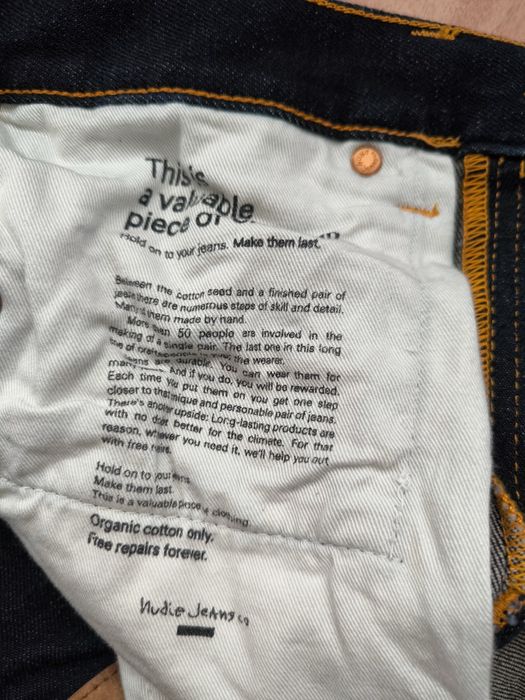 This is
a valuable
piece of
Hold on to your jeans. Make them last.
Between the cotton seed and a finished pair of
jeans there are numerous steps of skill and detail.
Many of them made by hand.
More than 50 people are involved in the
making of a single pair. The last one in this long
line of the wearer.
are durable. You can wear them for
many And if you do, you will be rewarded.
Each time you put them on you get one step
closer to that unique and personable pair of jeans.
There's another upside: Long-lasting products are
with no doubt better for the climate. For that
reason, whenever you need it, we'll help you out
with free repairs.
Hold on to your jeans.
Make them last.
This is a valuable piece of clothing.
Organic cotton only.
Free repairs forever.
Nudie Jeans co